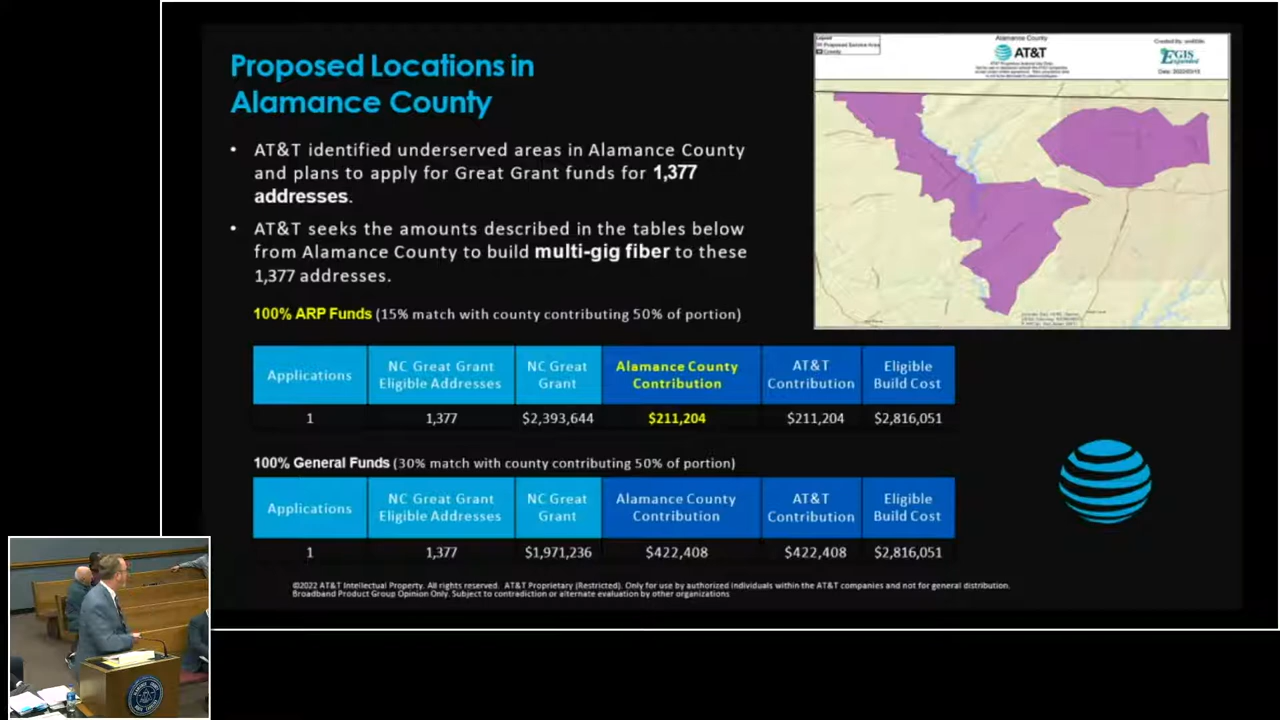 Proposed Locations in
Alamance County
• AT&T identified underserved areas in Alamance County
and plans to apply for Great Grant funds for 1,377
addresses.
• AT&T seeks the amounts described in the tables below
from Alamance County to build multi-gig fiber to these
1,377 addresses.
100% ARP Funds (15% match with county contributing 50% of portion)
Applications
NC Great Grant
Eligible Addresses
NC Great
Grant
Alamance County
Contribution
AT&T
Contribution
Eligible
Build Cost
1 1,377 $2,393,644 $211,204 $211,204 $2,816,051
100% General Funds (30% match with county contributing 50% of portion)
Applications
NC Great Grant
Eligible Addresses
NC Great
Grant
Alamance County
Contribution
AT&T
Contribution
Eligible
Build Cost
1 1,377 $1,971,236 $422,408 $422,408 $2,816,051
©2022 AT&T Intellectual Property. All rights reserved. AT&T Proprietary (Restricted). Only for use by authorized individuals within the AT&T companies and not for general distribution.
Broadband Product Group Opinion Only. Subject to contradiction or alternate evaluation by other organizations
Legend
Proposed Service Area
County
Alamance County
AT&T
EGIS
Expanded